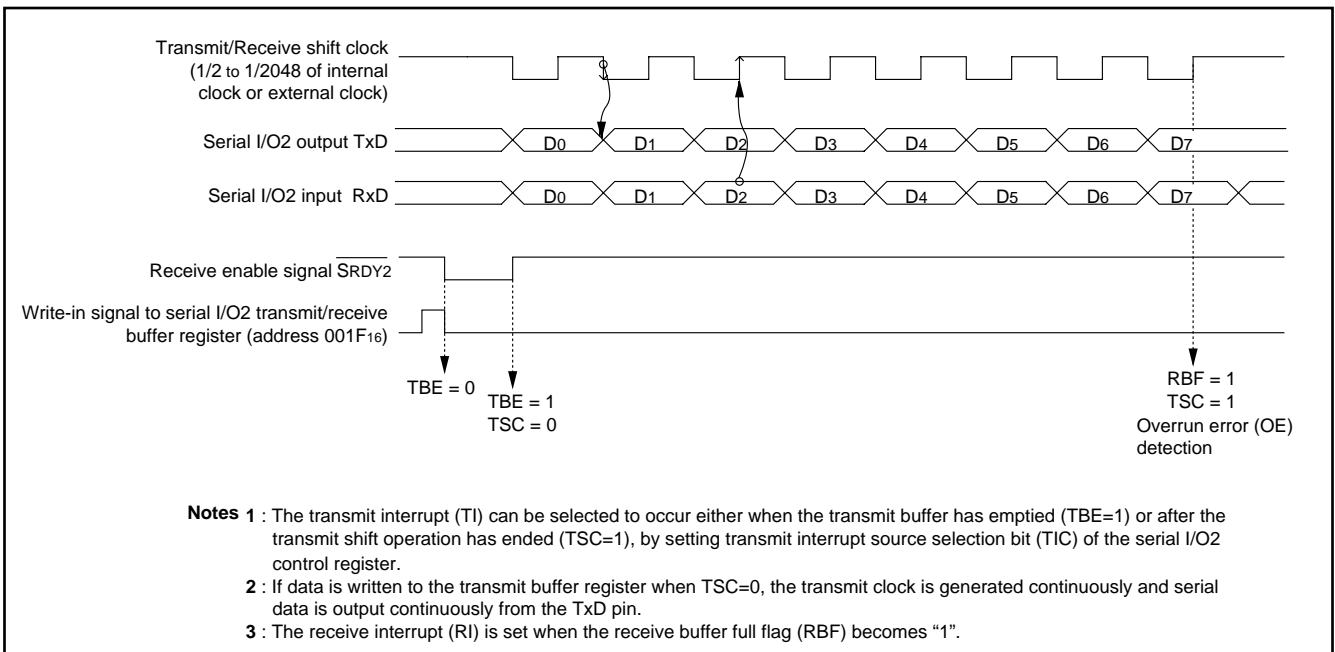 Transmit/Receive shift clock
(1/2 to 1/2048 of internal
clock or external clock)
Serial I/O2 output TxD
D0 D1 D2 D3 D4 D5 D6 D7
Serial I/O2 input RxD
D0 D1 D2 D3 D4 D5 D6 D7
Receive enable signal SRDY2
Write-in signal to serial I/O2 transmit/receive
buffer register (address 001F16)
TBE = 0
TBE = 1
TSC = 0
RBF = 1
TSC = 1
Overrun error (OE)
detection
Notes 1 : The transmit interrupt (TI) can be selected to occur either when the transmit buffer has emptied (TBE=1) or after the
transmit shift operation has ended (TSC=1), by setting transmit interrupt source selection bit (TIC) of the serial I/O2
control register.
2 : If data is written to the transmit buffer register when TSC=0, the transmit clock is generated continuously and serial
data is output continuously from the TxD pin.
3 : The receive interrupt (RI) is set when the receive buffer full flag (RBF) becomes “1”.